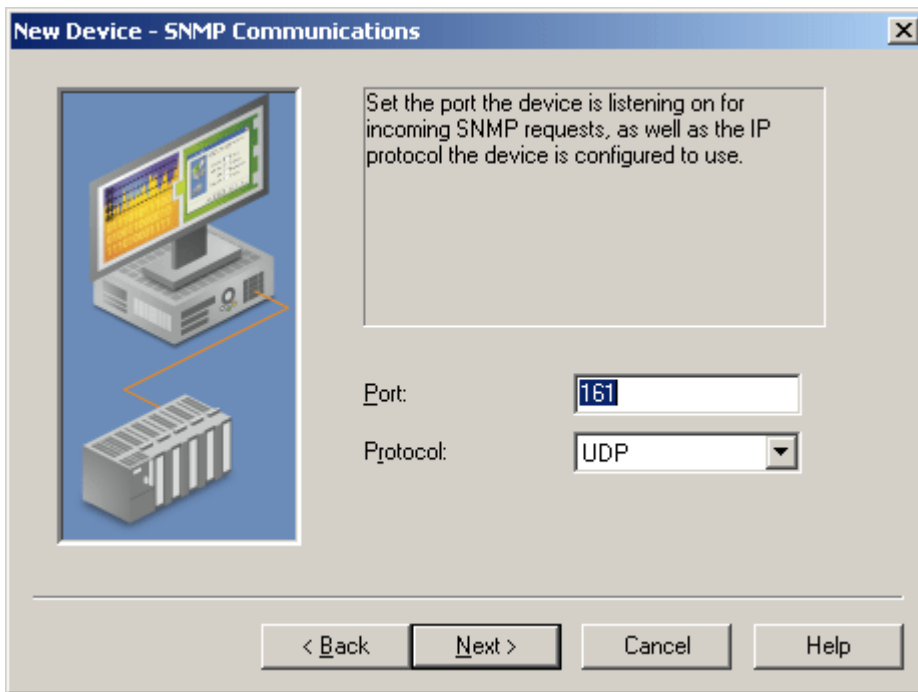 New Device - SNMP Communications
Set the port the device is listening on for
incoming SNMP requests, as well as the IP
protocol the device is configured to use.
Port: 161
Protocol: UDP
< Back Next > Cancel Help